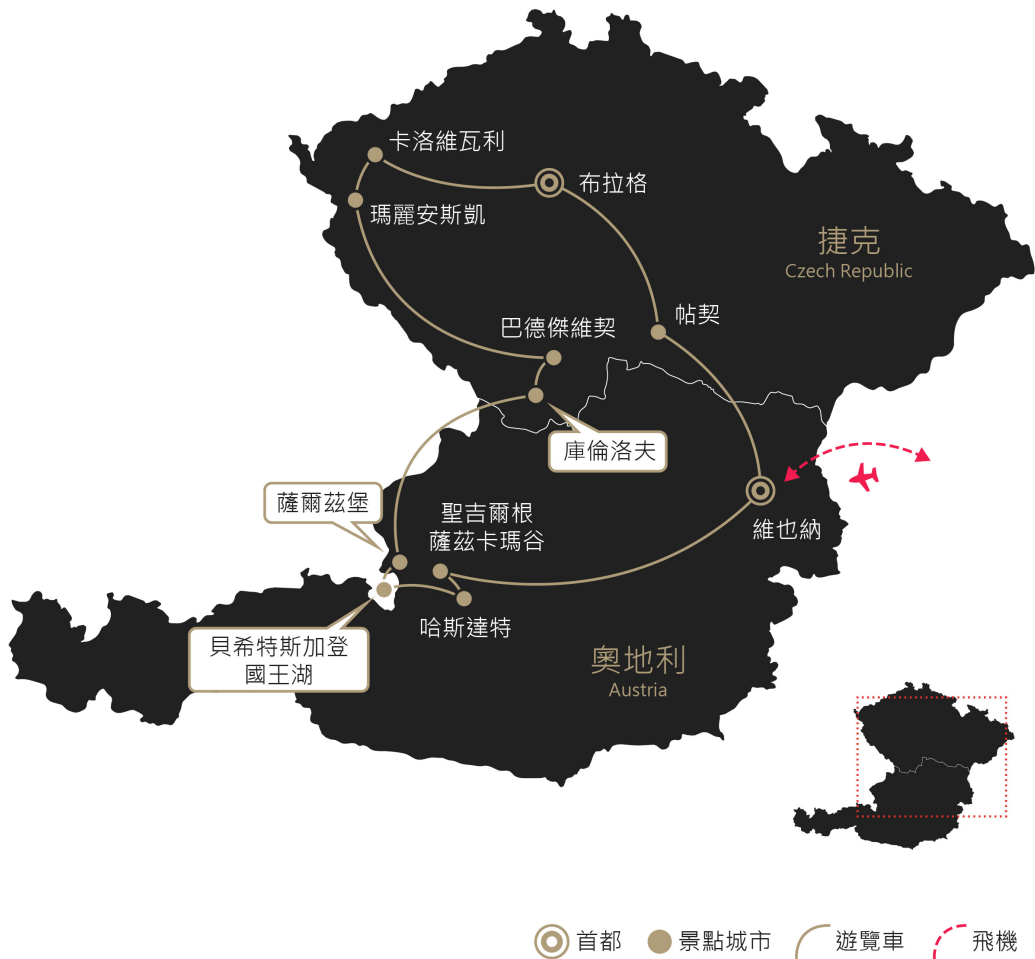 卡洛維瓦利
布拉格
瑪麗安斯凱
捷克
Czech Republic
帖契
巴德傑維契
庫倫洛夫
薩爾茲堡
聖吉爾根
薩茲卡瑪谷
維也納
哈斯達特
貝希特斯加登
國王湖
奧地利
Austria
首都
景點城市
遊覽車
飛機